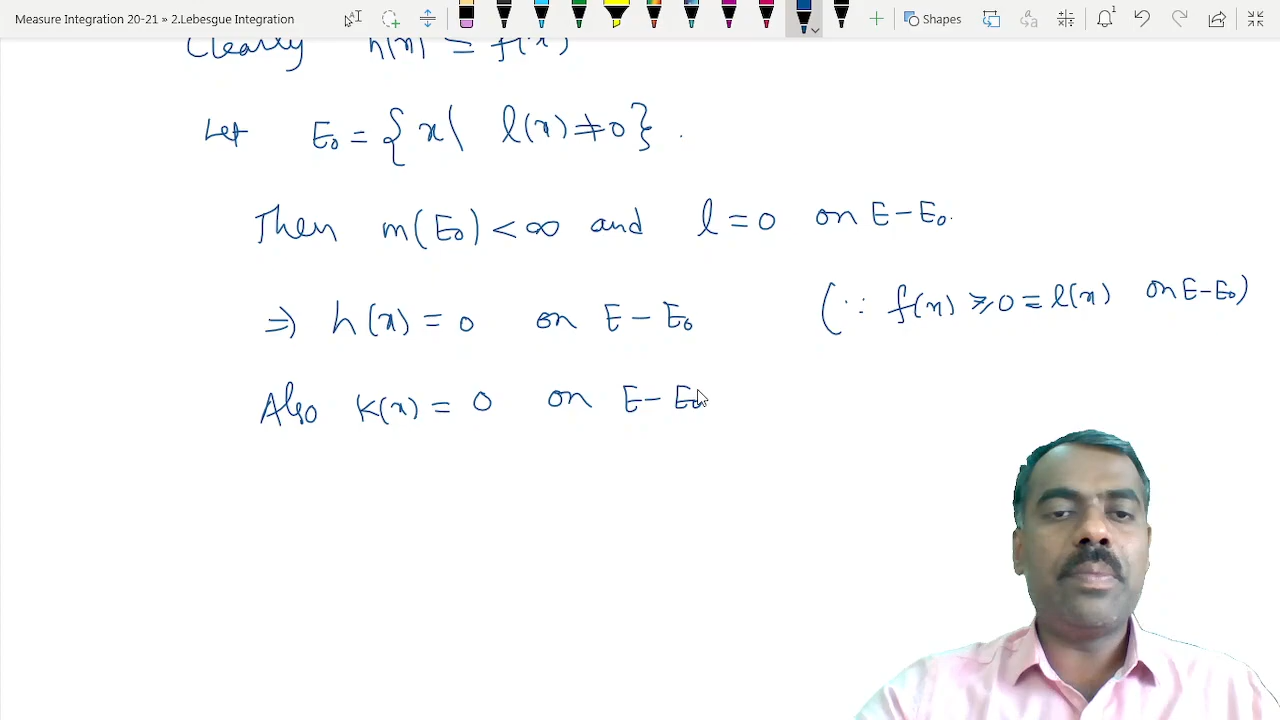 Measure Integration 20-21 » 2.Lebesgue Integration
Shapes
Clearly h(x) ≤ f(x)
Let E₀ = { x \ l(x) ≠ 0 } .
Then m(E₀) < ∞ and l = 0 on E − E₀.
⇒ h(x) = 0 on E − E₀ (∵ f(x) ⩾ 0 = l(x) on E − E₀)
Also k(x) = 0 on E − E₀